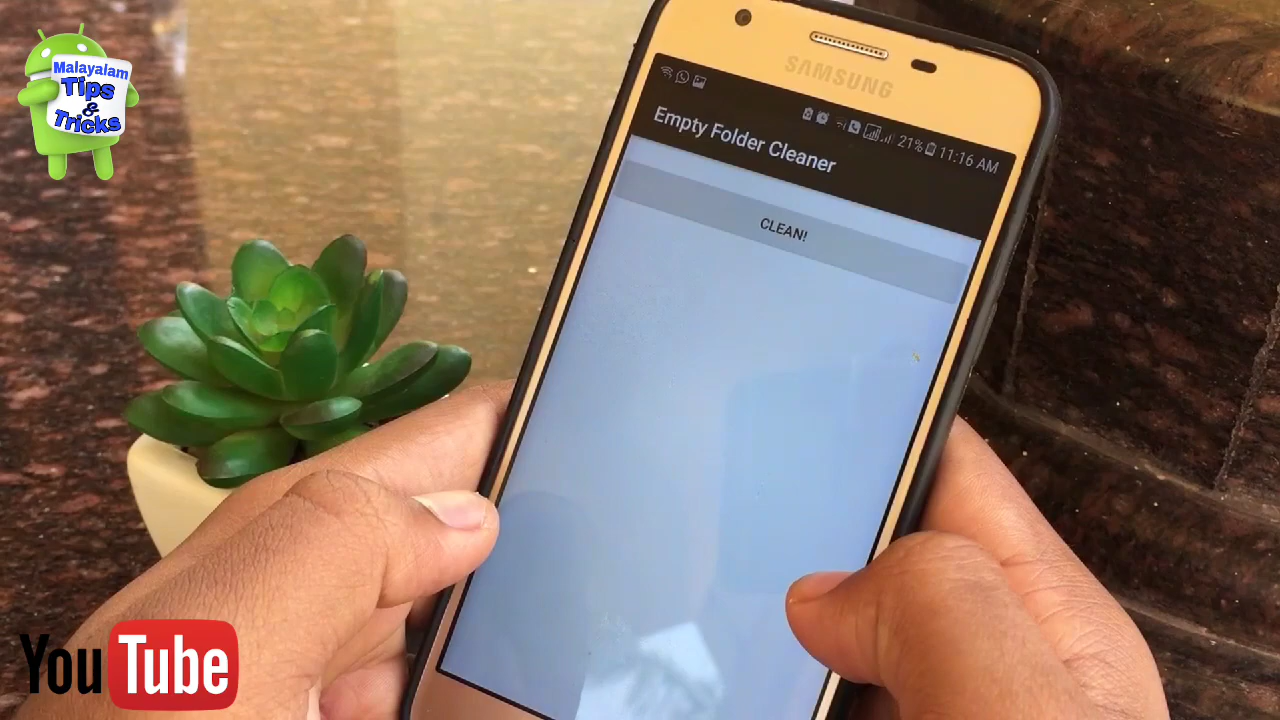 Malayalam
Tips
&
Tricks
SAMSUNG
21% 11:16 AM
Empty Folder Cleaner
CLEAN!
YouTube